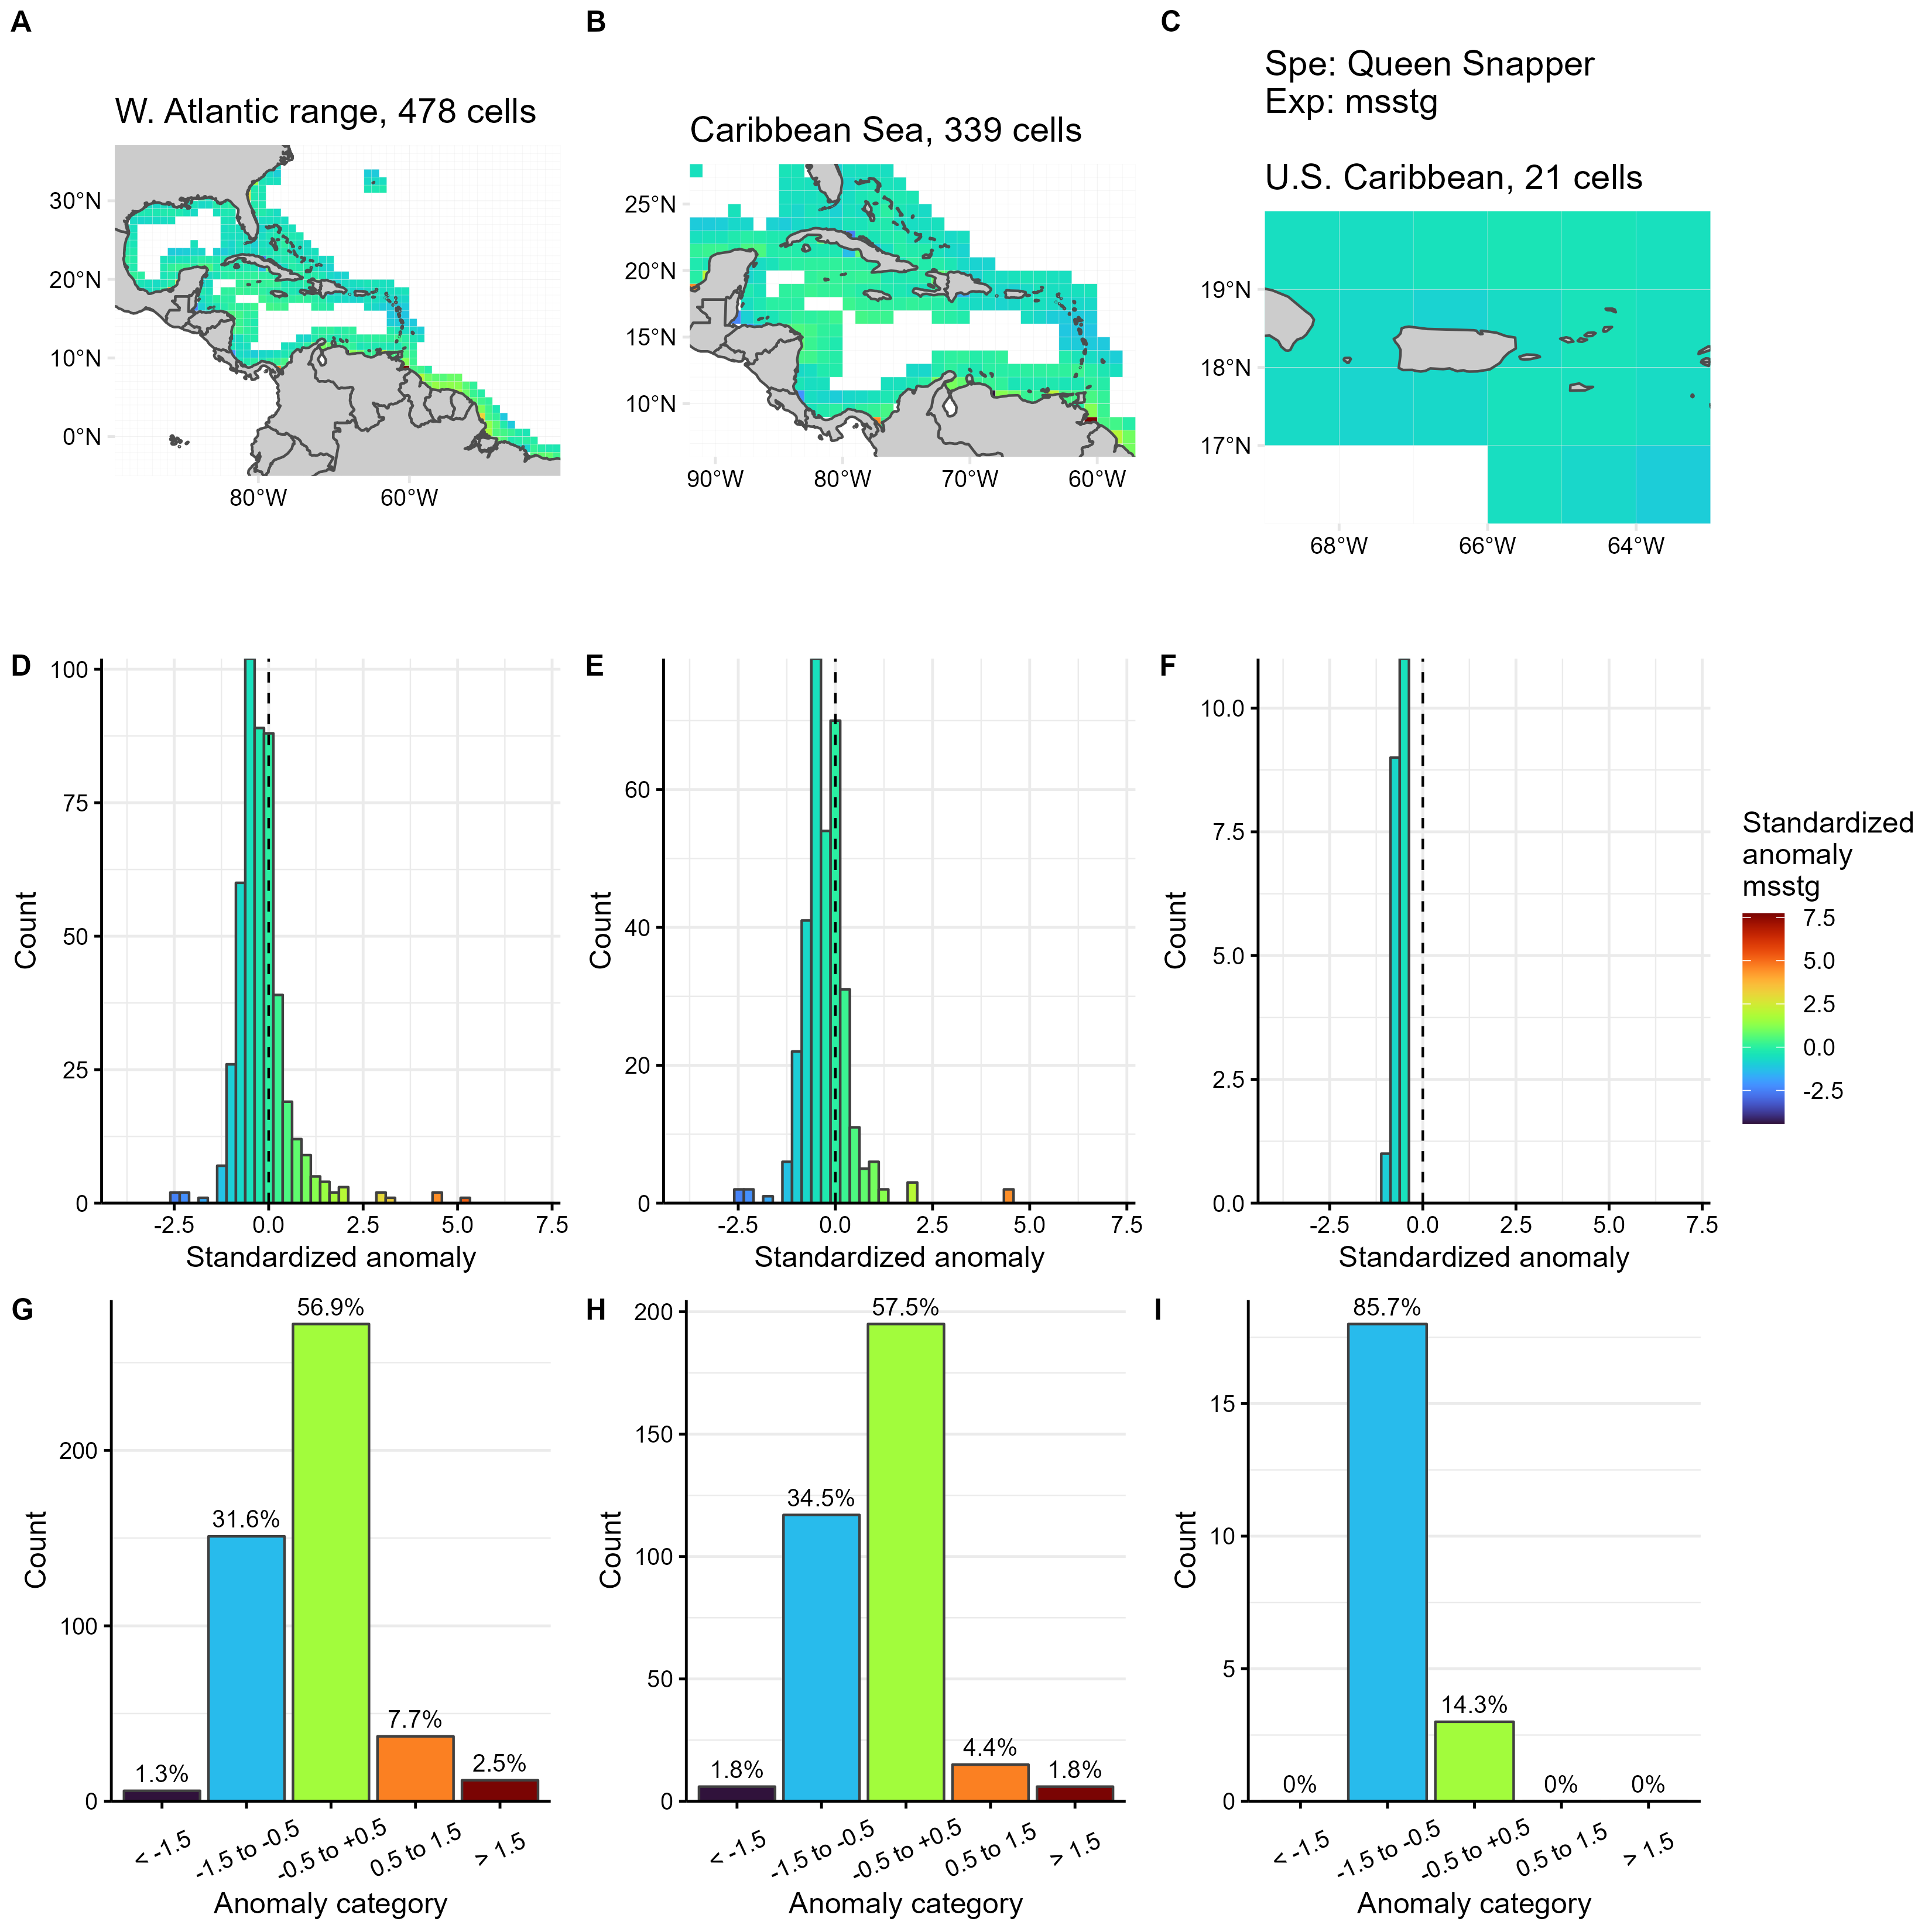 A
B
C
Spe: Queen Snapper
Exp: msstg
W. Atlantic range, 478 cells
Caribbean Sea, 339 cells
U.S. Caribbean, 21 cells
30°N
20°N
10°N
0°N
80°W
60°W
25°N
20°N
15°N
10°N
90°W
80°W
70°W
60°W
19°N
18°N
17°N
68°W
66°W
64°W
D
100
75
50
25
0
Count
-2.5
0.0
2.5
5.0
7.5
Standardized anomaly
E
60
40
20
0
Count
-2.5
0.0
2.5
5.0
7.5
Standardized anomaly
F
10.0
7.5
5.0
2.5
0.0
Count
-2.5
0.0
2.5
5.0
7.5
Standardized anomaly
Standardized
anomaly
msstg
7.5
5.0
2.5
0.0
-2.5
G
200
100
0
Count
1.3%
31.6%
56.9%
7.7%
2.5%
< -1.5
-1.5 to -0.5
-0.5 to +0.5
0.5 to 1.5
> 1.5
Anomaly category
H
200
150
100
50
0
Count
1.8%
34.5%
57.5%
4.4%
1.8%
< -1.5
-1.5 to -0.5
-0.5 to +0.5
0.5 to 1.5
> 1.5
Anomaly category
I
15
10
5
0
Count
0%
85.7%
14.3%
0%
0%
< -1.5
-1.5 to -0.5
-0.5 to +0.5
0.5 to 1.5
> 1.5
Anomaly category